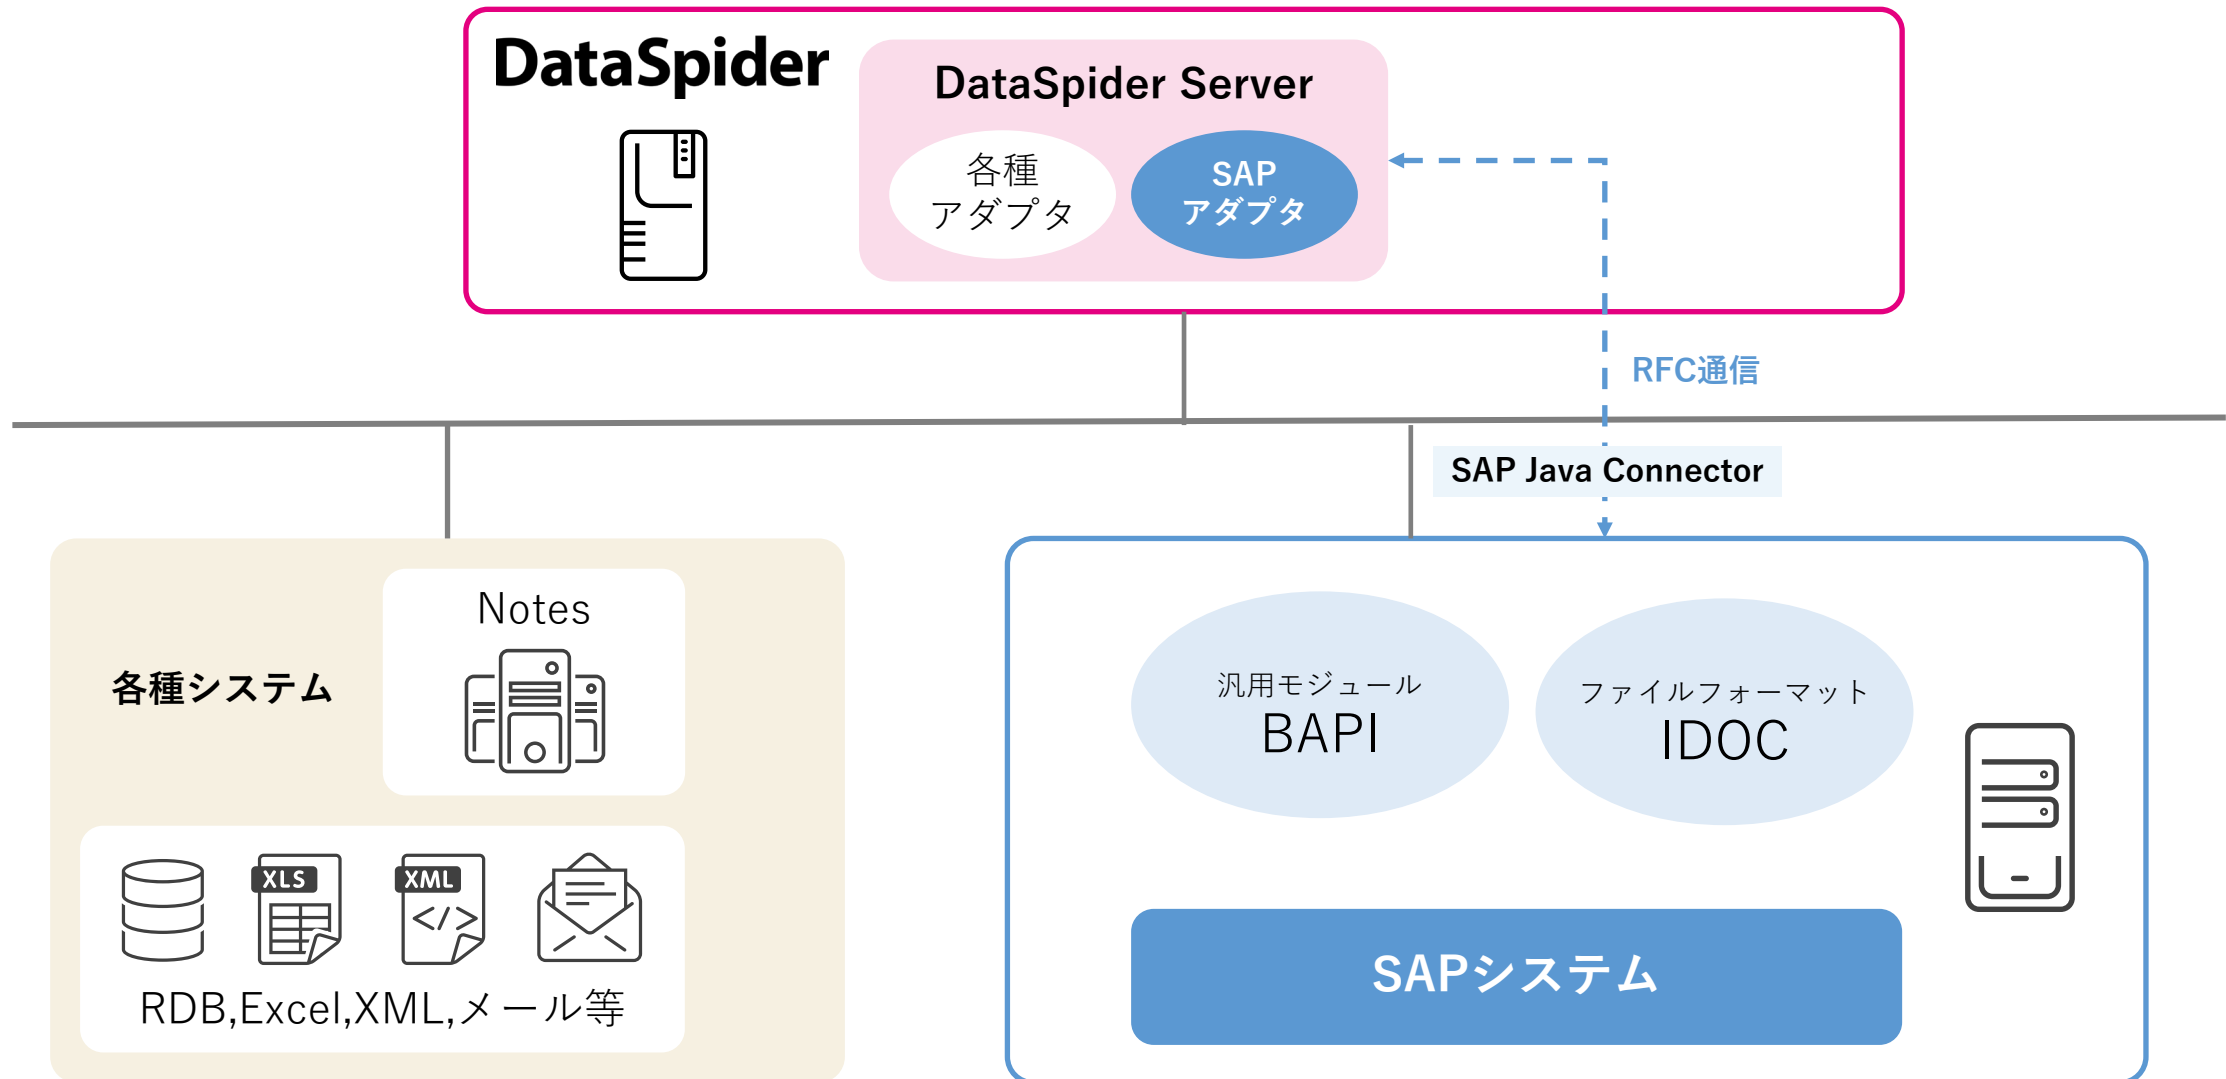 DataSpider
DataSpider Server
各種
アダプタ
SAP
アダプタ
RFC通信
SAP Java Connector
各種システム
Notes
XLS
XML
</>
RDB,Excel,XML,メール等
汎用モジュール
BAPI
ファイルフォーマット
IDOC
SAPシステム